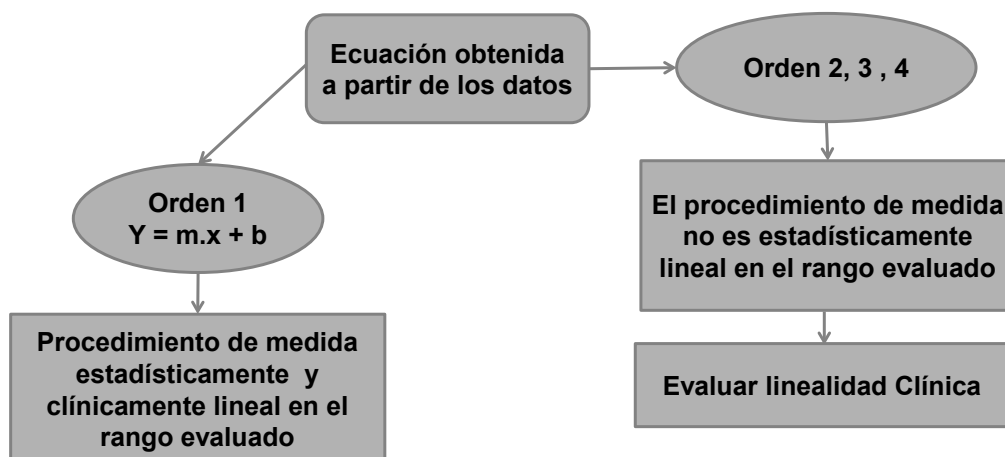 Ecuación obtenida
a partir de los datos
Orden 2, 3 , 4
Orden 1
Y = m.x + b
El procedimiento de medida
no es estadísticamente
lineal en el rango evaluado
Procedimiento de medida
estadísticamente y
clínicamente lineal en el
rango evaluado
Evaluar linealidad Clínica